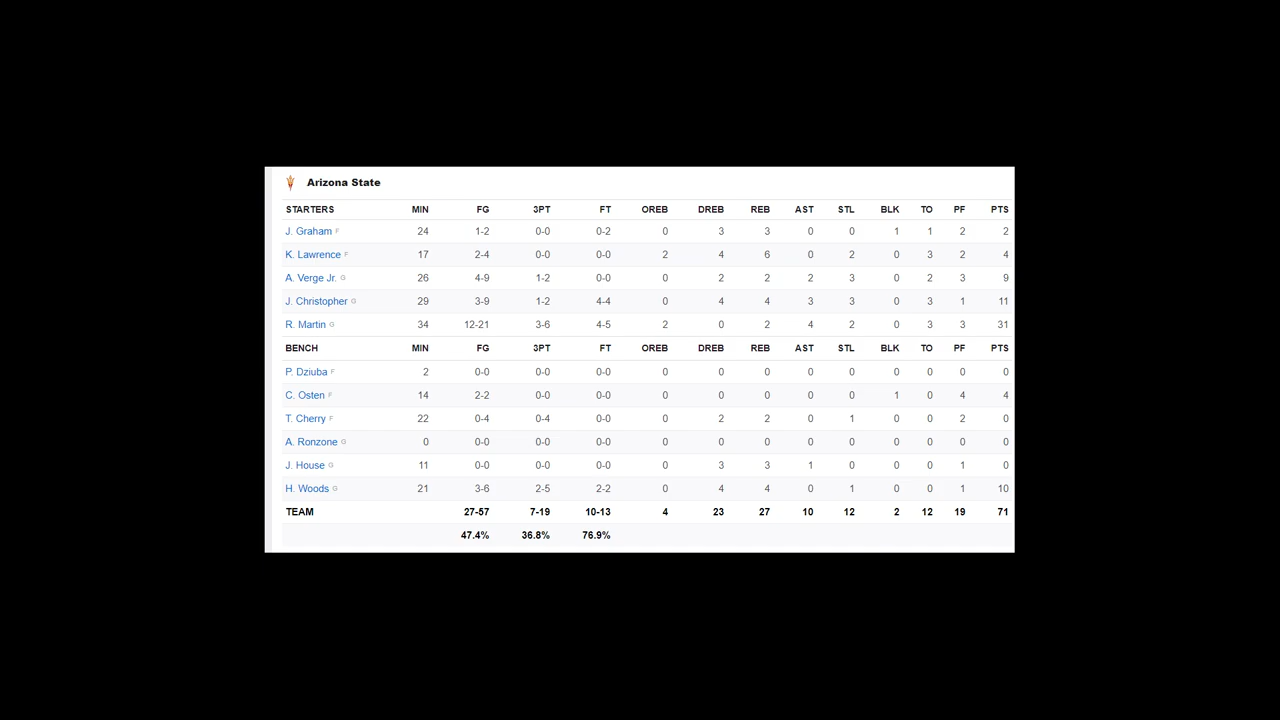 Arizona State
STARTERS MIN FG 3PT FT OREB DREB REB AST STL BLK TO PF PTS
J. Graham F 24 1-2 0-0 0-2 0 3 3 0 0 1 1 2 2
K. Lawrence F 17 2-4 0-0 0-0 2 4 6 0 2 0 3 2 4
A. Verge Jr. G 26 4-9 1-2 0-0 0 2 2 2 3 0 2 3 9
J. Christopher G 29 3-9 1-2 4-4 0 4 4 3 3 0 3 1 11
R. Martin G 34 12-21 3-6 4-5 2 0 2 4 2 0 3 3 31
BENCH MIN FG 3PT FT OREB DREB REB AST STL BLK TO PF PTS
P. Dziuba F 2 0-0 0-0 0-0 0 0 0 0 0 0 0 0 0
C. Osten F 14 2-2 0-0 0-0 0 0 0 0 0 1 0 4 4
T. Cherry F 22 0-4 0-4 0-0 0 2 2 0 1 0 0 2 0
A. Ronzone G 0 0-0 0-0 0-0 0 0 0 0 0 0 0 0 0
J. House G 11 0-0 0-0 0-0 0 3 3 1 0 0 0 1 0
H. Woods G 21 3-6 2-5 2-2 0 4 4 0 1 0 0 1 10
TEAM 27-57 7-19 10-13 4 23 27 10 12 2 12 19 71
47.4% 36.8% 76.9%